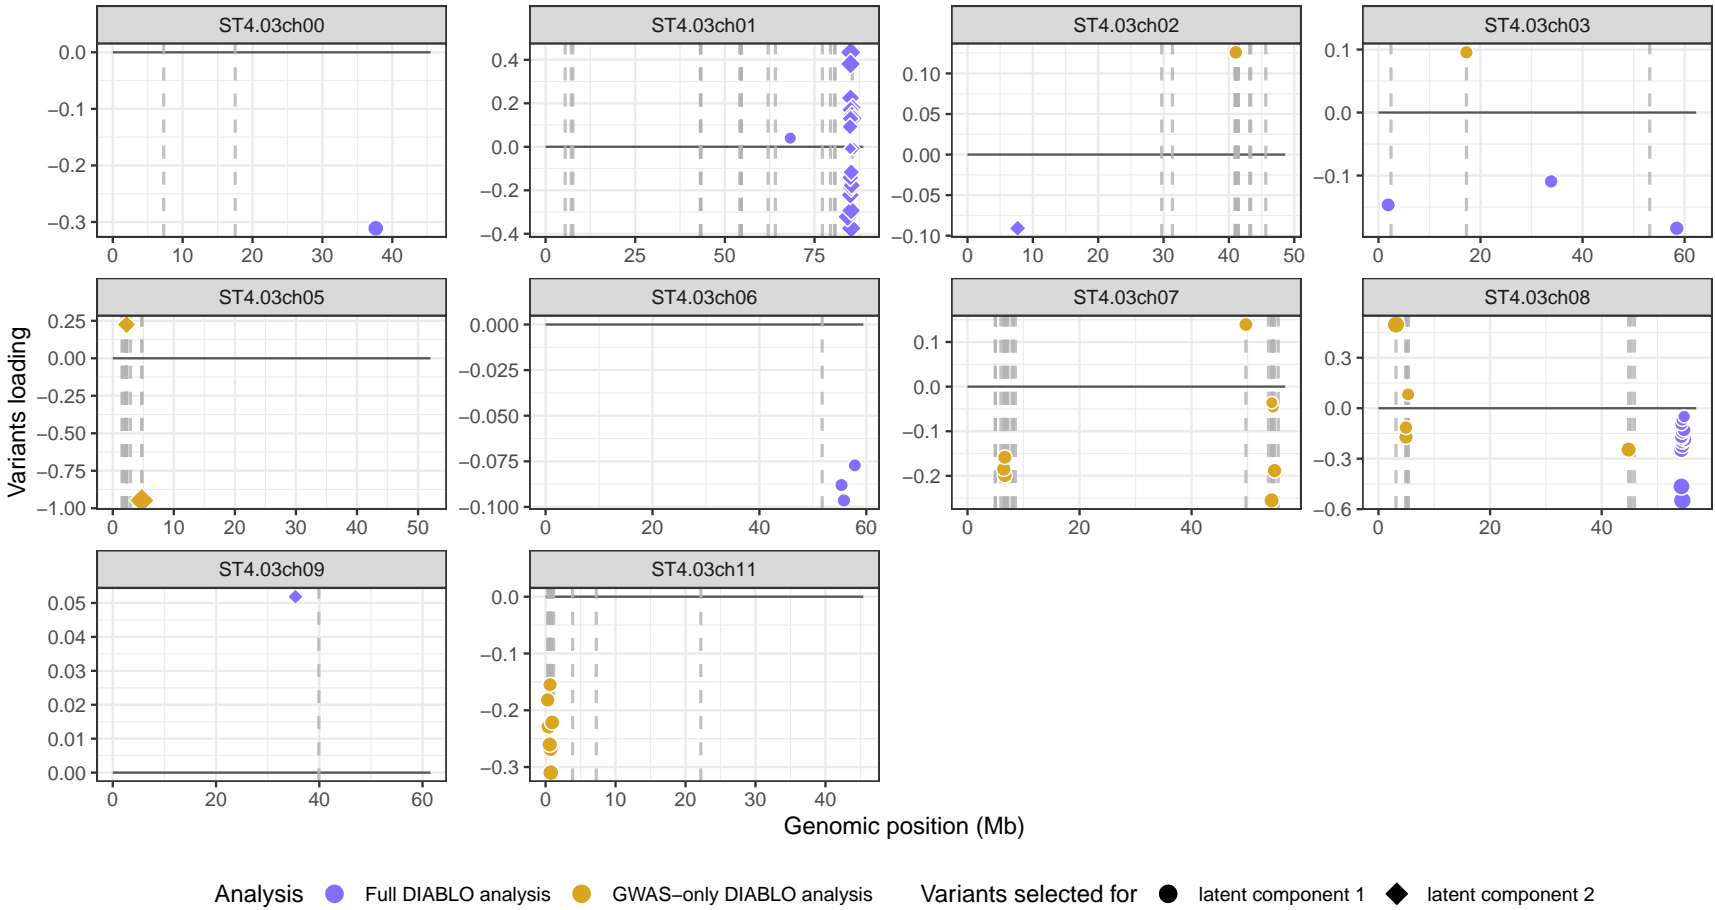 ST4.03ch00 ST4.03ch01 ST4.03ch02 ST4.03ch03
0.0 −0.1 −0.2 −0.3
0 10 20 30 40
0.4 0.2 0.0 −0.2 −0.4
0 25 50 75
0.10 0.05 0.00 −0.05 −0.10
0 10 20 30 40 50
0.1 0.0 −0.1
0 20 40 60
Variants loading
ST4.03ch05 ST4.03ch06 ST4.03ch07 ST4.03ch08
0.25 0.00 −0.25 −0.50 −0.75 −1.00
0 10 20 30 40 50
0.000 −0.025 −0.050 −0.075 −0.100
0 20 40 60
0.1 0.0 −0.1 −0.2
0 20 40
0.3 0.0 −0.3 −0.6
0 20 40
ST4.03ch09 ST4.03ch11
0.05 0.04 0.03 0.02 0.01 0.00
0 20 40 60
0.0 −0.1 −0.2 −0.3
0 10 20 30 40
Genomic position (Mb)
Analysis Full DIABLO analysis GWAS−only DIABLO analysis Variants selected for latent component 1 latent component 2